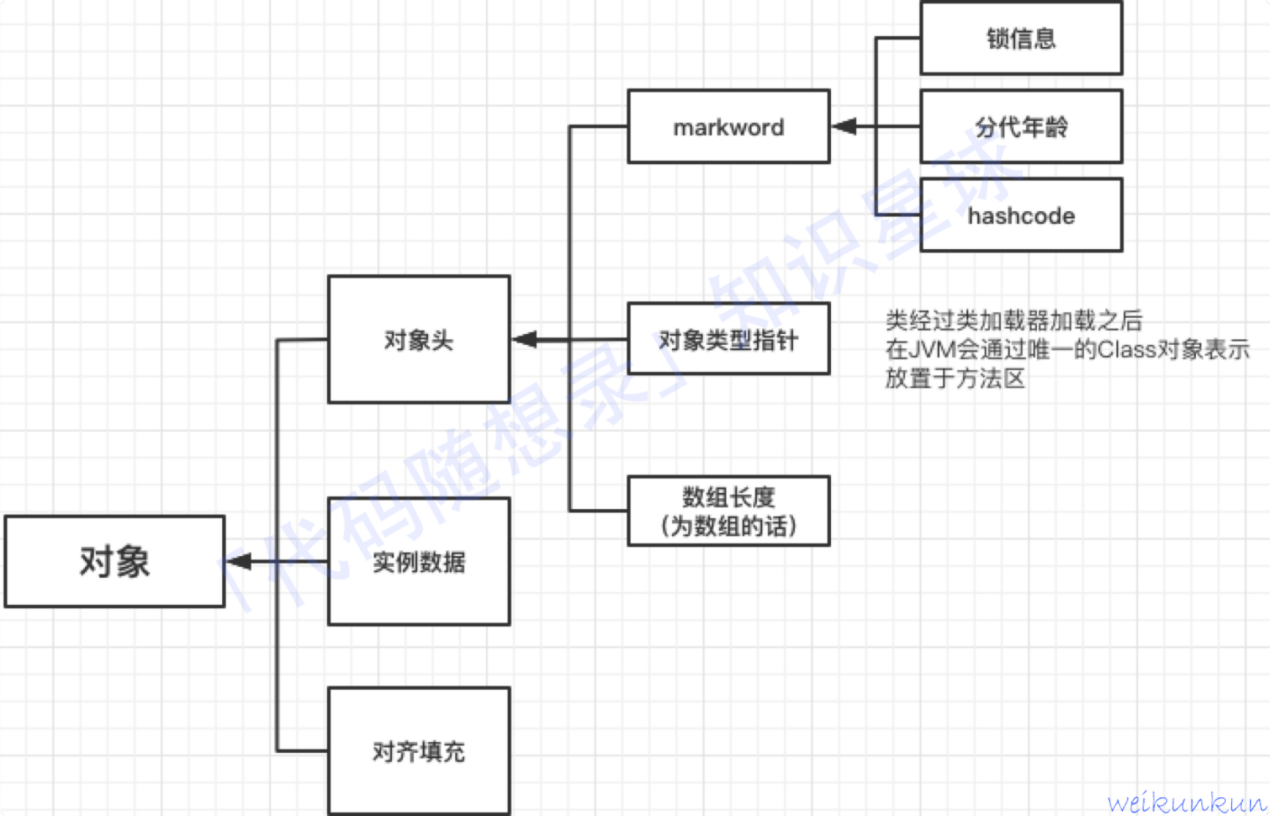 锁信息
markword
分代年龄
hashcode
对象头
对象类型指针
类经过类加载器加载之后
在JVM会通过唯一的Class对象表示
放置于方法区
数组长度
(为数组的话)
对象
实例数据
对齐填充
「代码随想录」知识星球
weikunkun